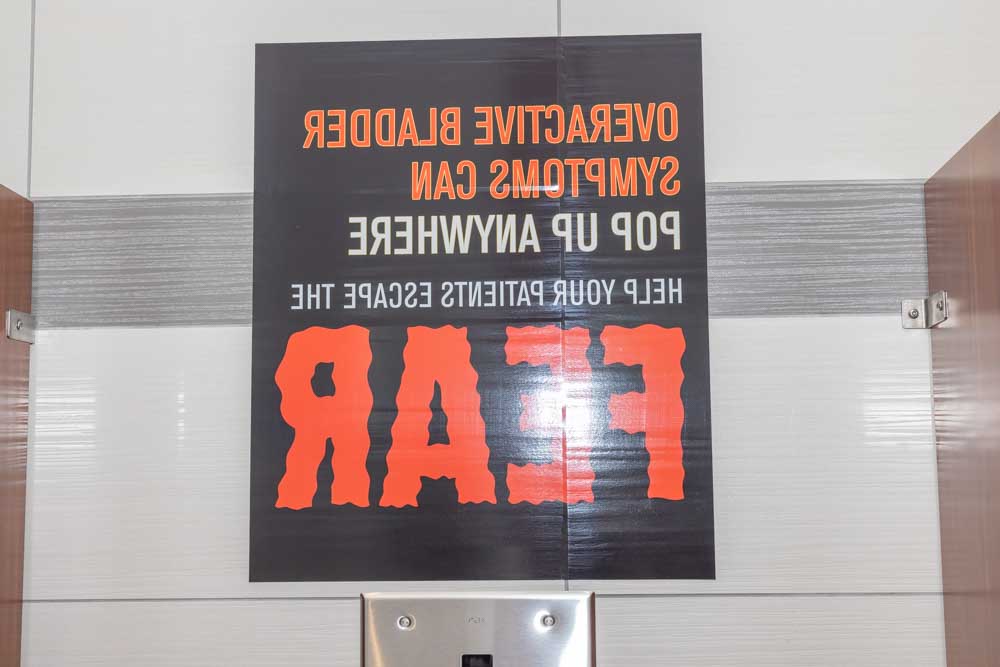 OVERACTIVE BLADDER
SYMPTOMS CAN
POP UP ANYWHERE
HELP YOUR PATIENTS ESCAPE THE
FEAR